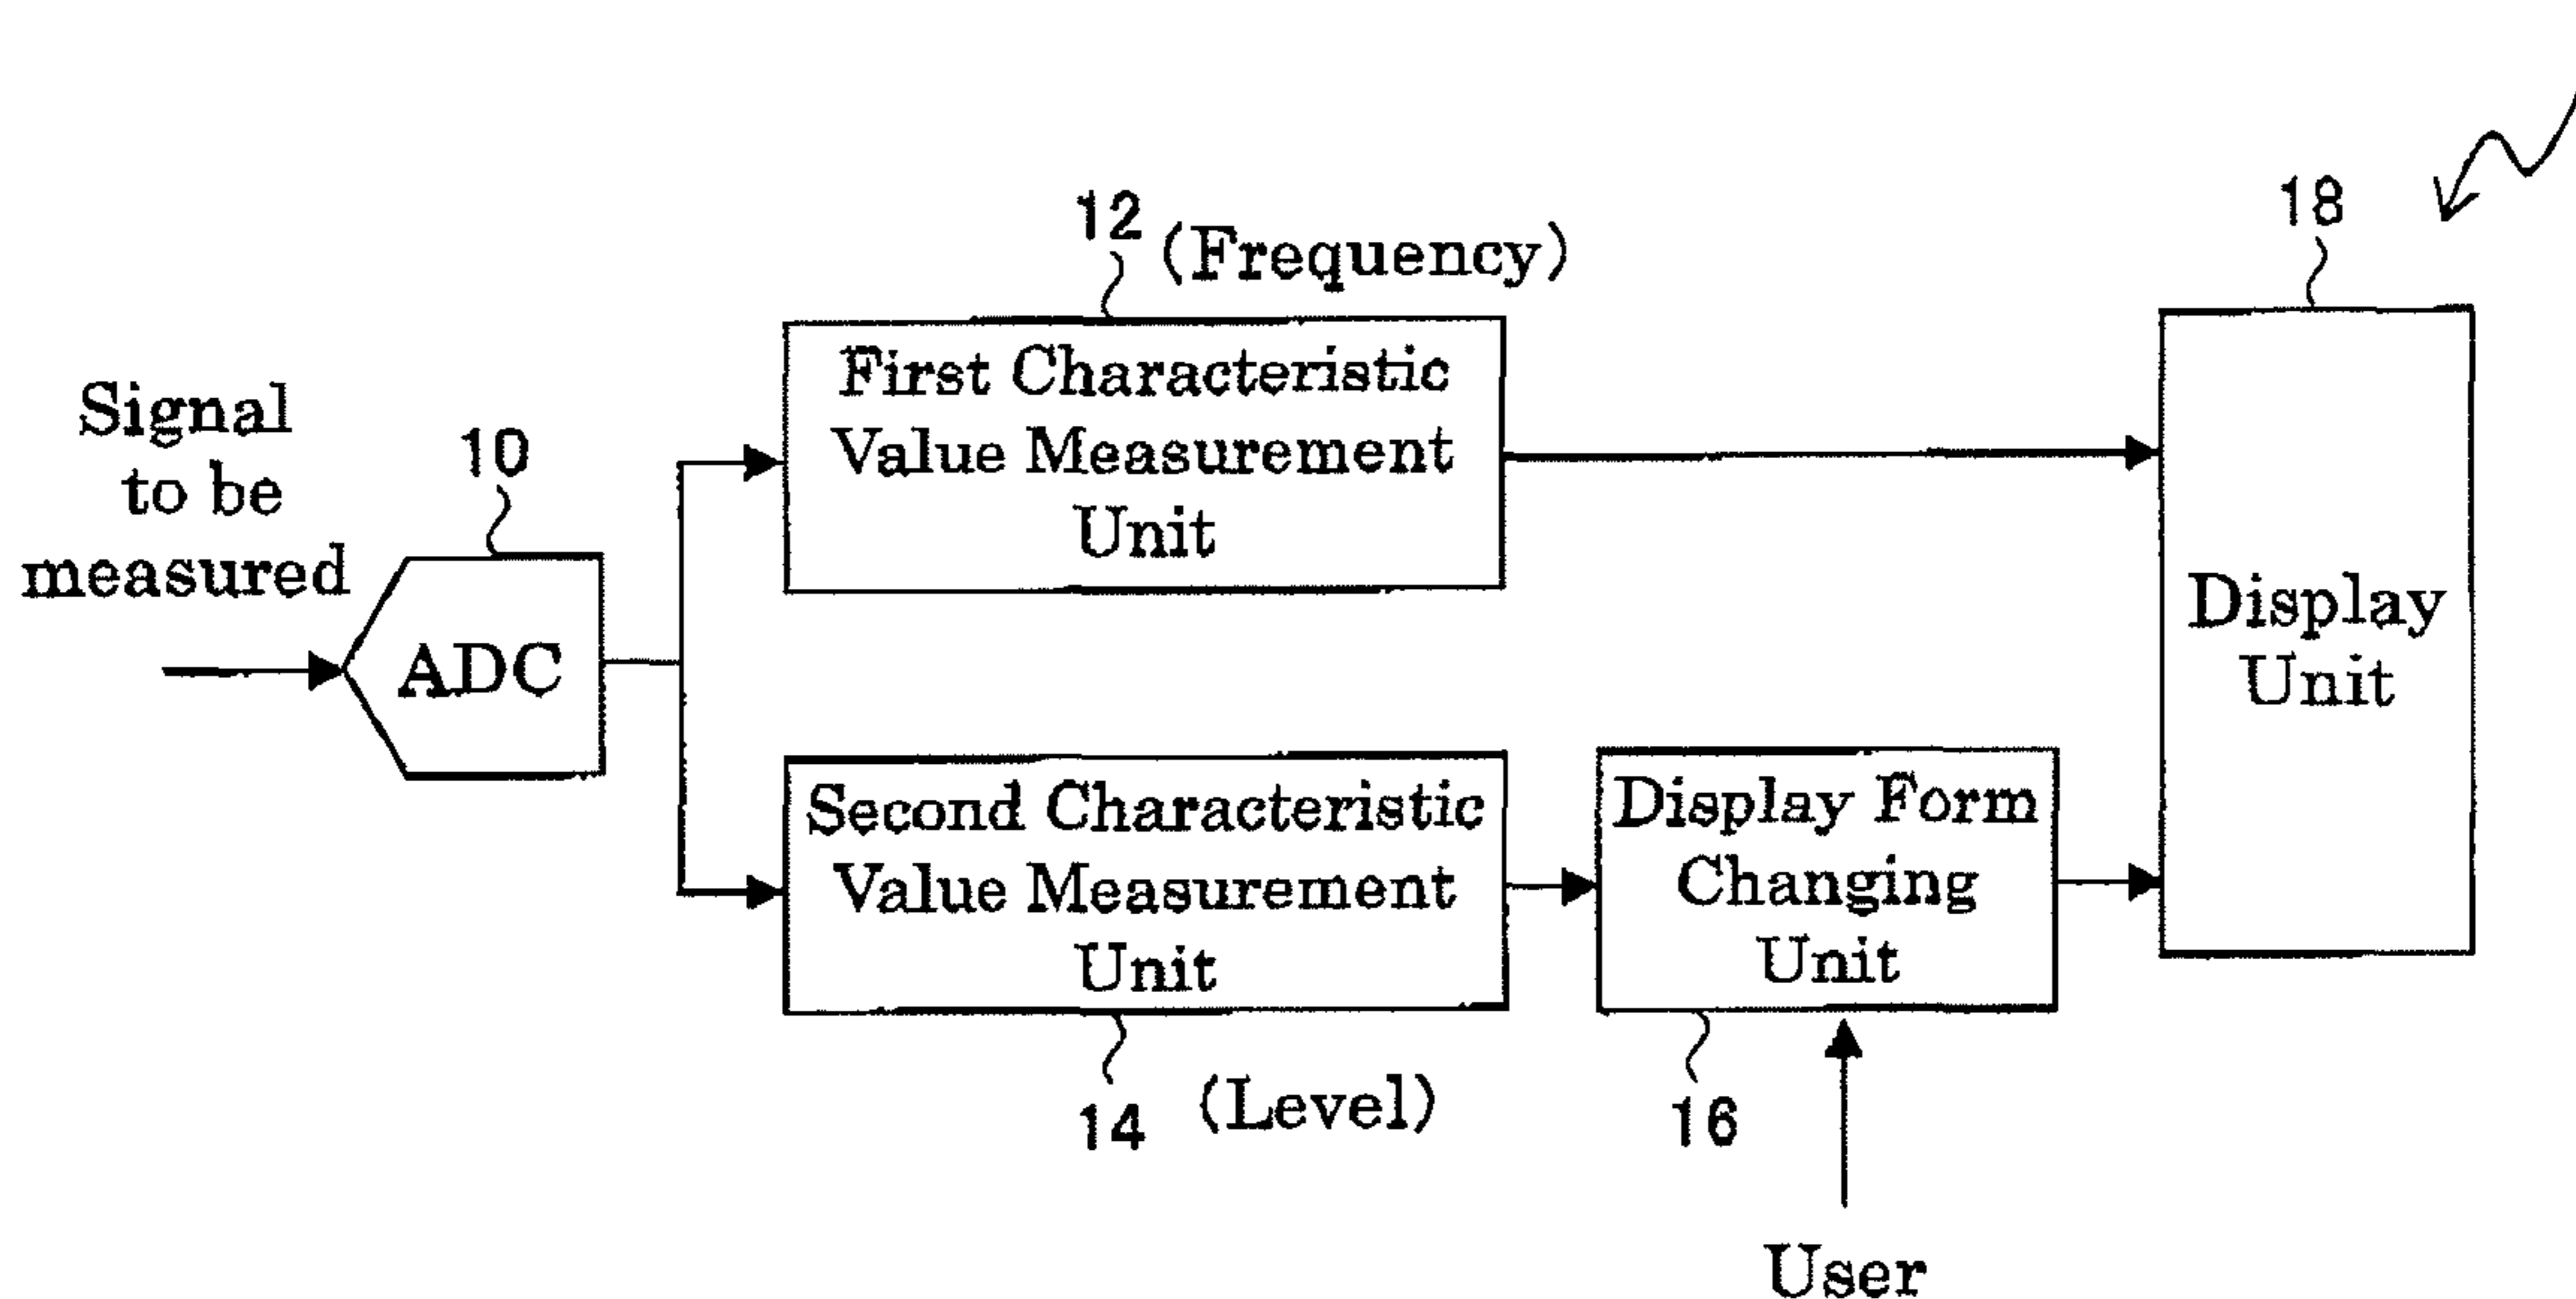 12
(Frequency)
18
First Characteristic
Value Measurement
Unit
Signal
to be
measured
10
ADC
Display
Unit
Second Characteristic
Value Measurement
Unit
Display Form
Changing
Unit
14
(Level)
16
User